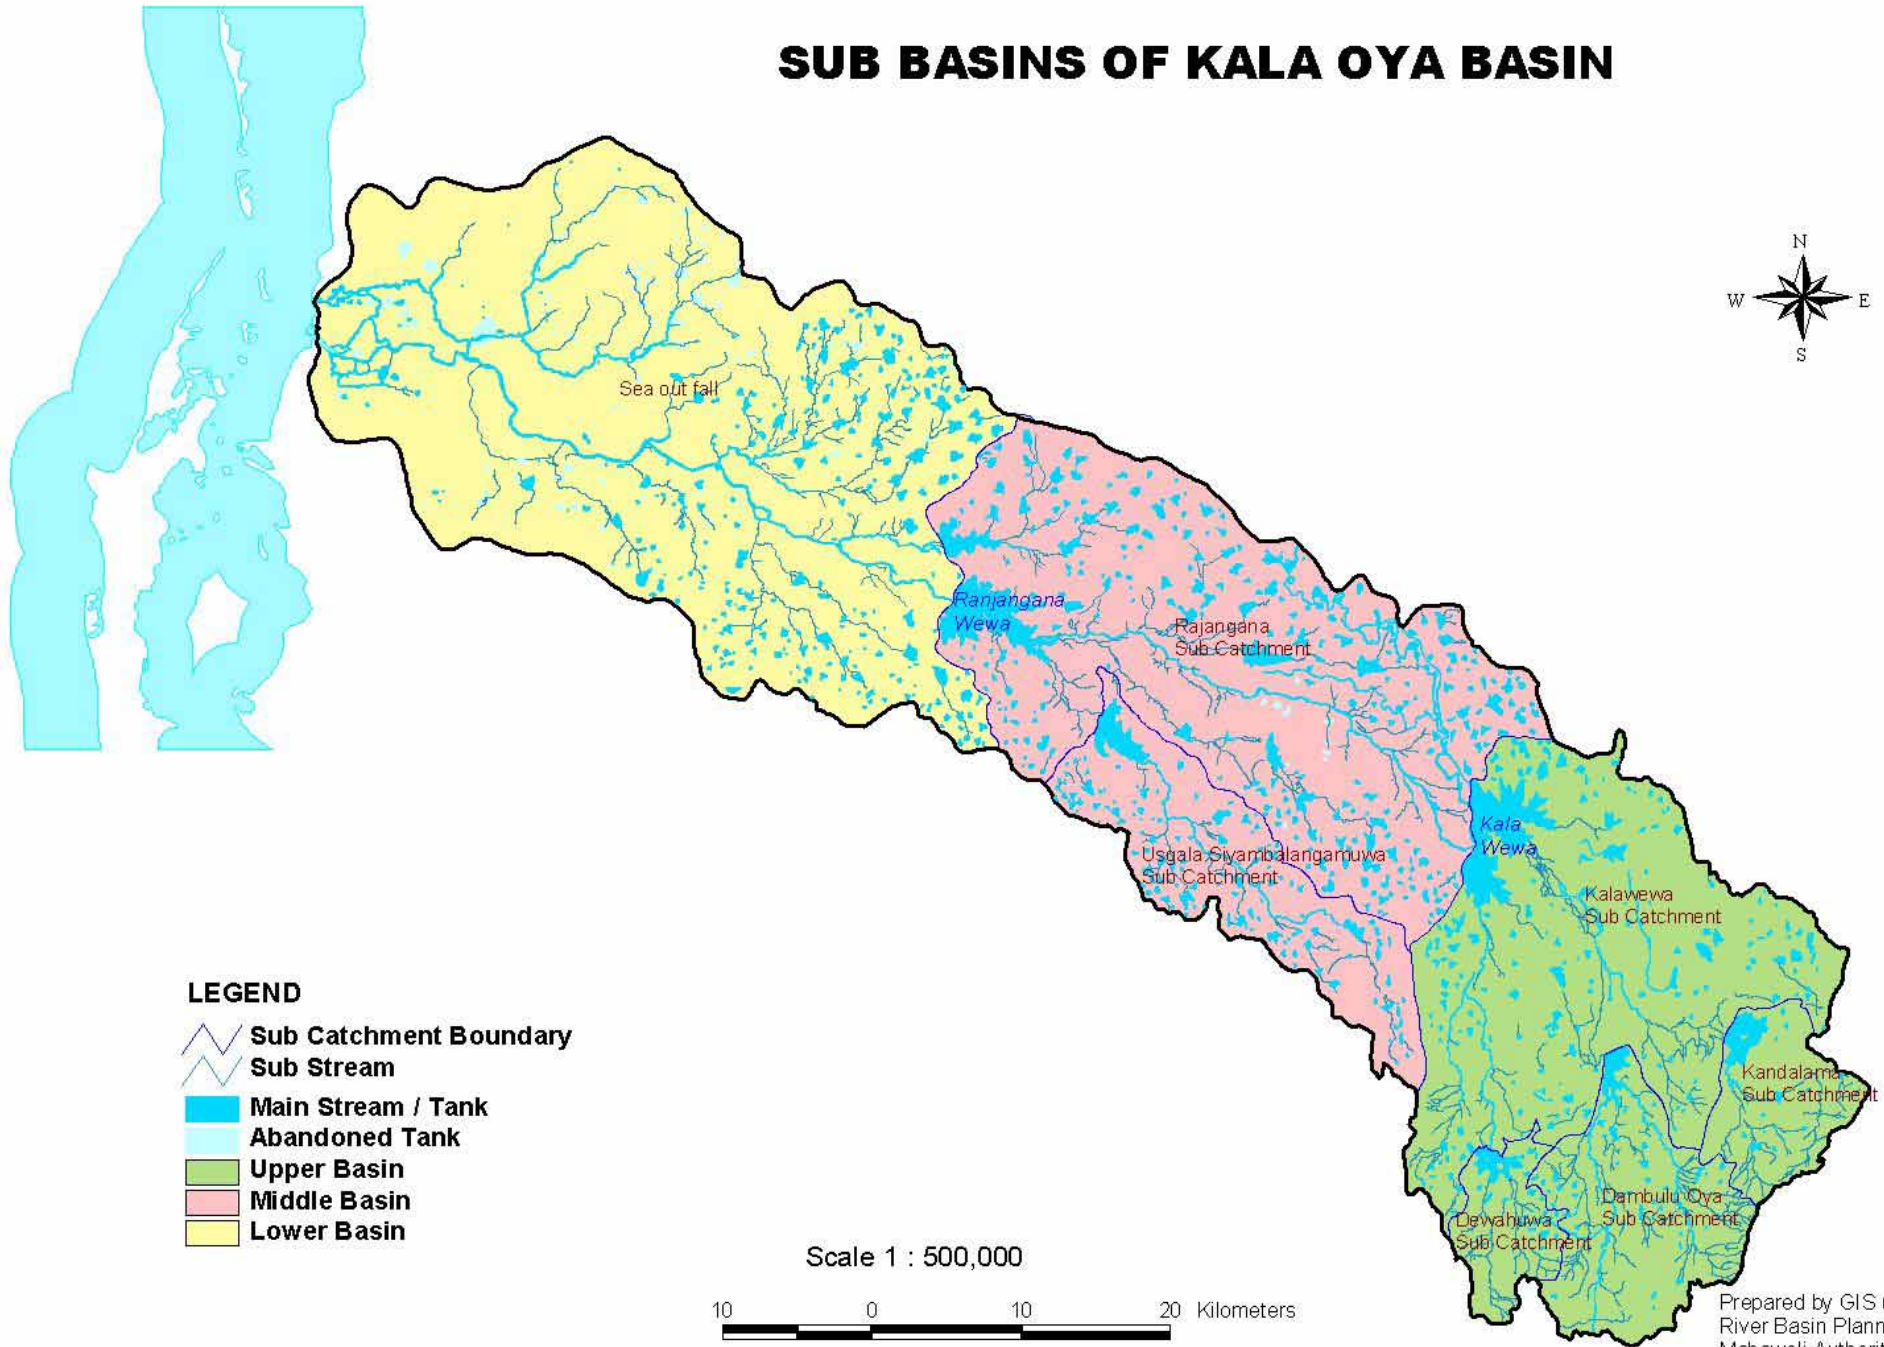 SUB BASINS OF KALA OYA BASIN
N
W
E
S
Sea out fall
Ranjangana
Wewa
Rajangana
Sub Catchment
Kala
Wewa
Usgala Siyambalangamuwa
Sub Catchment
Kalawewa
Sub Catchment
Kandalama
Sub Catchment
Dambulu Oya
Sub Catchment
Dewahuwa
Sub Catchment
LEGEND
Sub Catchment Boundary
Sub Stream
Main Stream / Tank
Abandoned Tank
Upper Basin
Middle Basin
Lower Basin
Scale 1 : 500,000
10 0 10 20 Kilometers
Prepared by GIS
River Basin